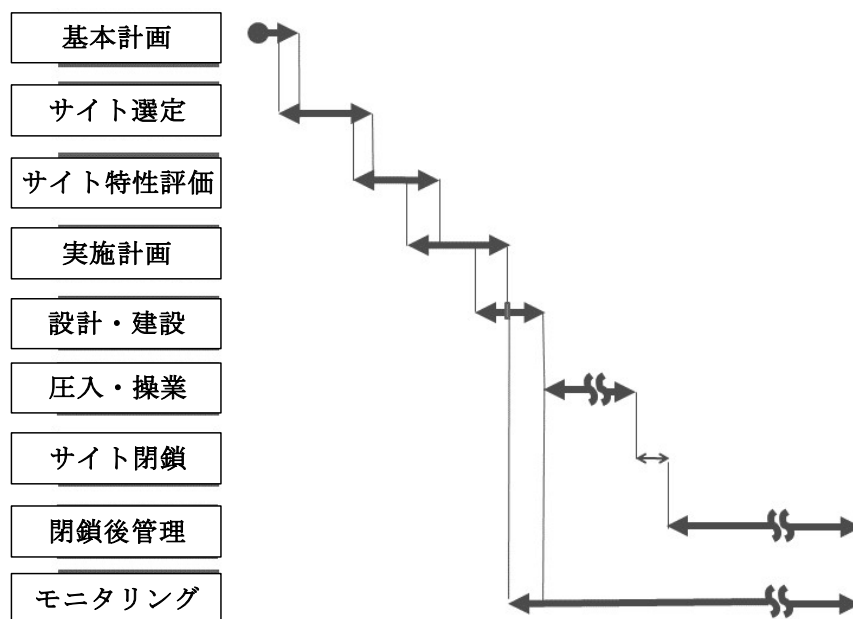 基本計画
サイト選定
サイト特性評価
実施計画
設計・建設
圧入・操業
サイト閉鎖
閉鎖後管理
モニタリング